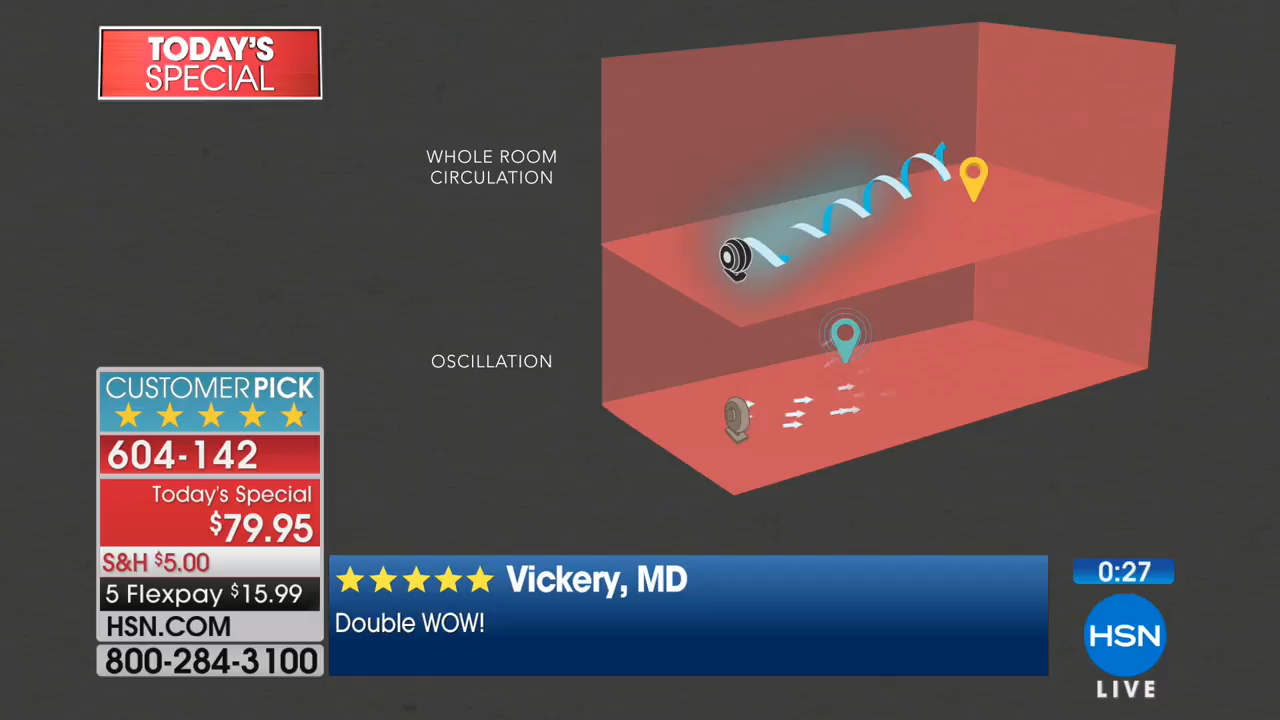 TODAY'S
SPECIAL
WHOLE ROOM
CIRCULATION
OSCILLATION
CUSTOMER PICK
604-142
Today's Special
$79.95
S&H $5.00
5 Flexpay $15.99
HSN.COM
800-284-3100
Vickery, MD
Double WOW!
0:27
HSN
LIVE